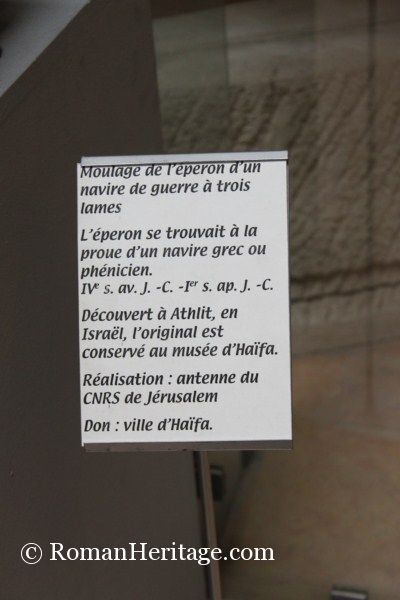 Moulage de l'éperon d'un
navire de guerre à trois
lames
L'éperon se trouvait à la
proue d'un navire grec ou
phénicien.
IVe s. av. J. -C. -Ier s. ap. J. -C.
Découvert à Athlit, en
Israël, l'original est
conservé au musée d'Haïfa.
Réalisation : antenne du
CNRS de Jérusalem
Don : ville d'Haïfa.
© RomanHeritage.com